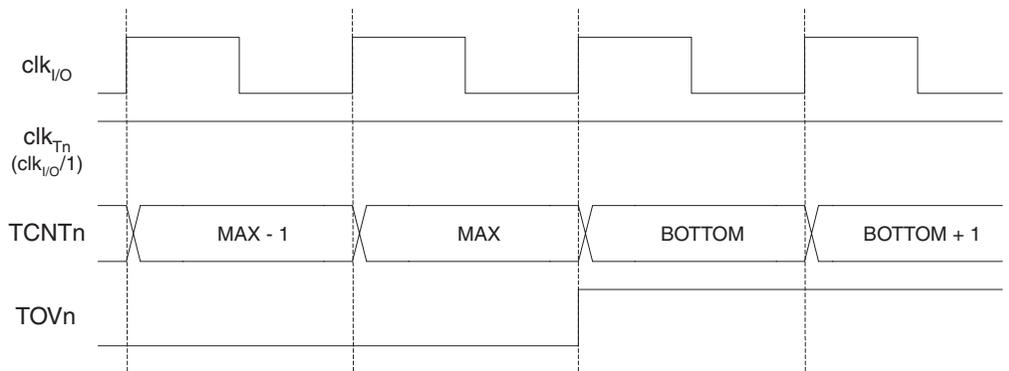 clkI/O
clkTn
(clkI/O/1)
TCNTn MAX - 1 MAX BOTTOM BOTTOM + 1
TOVn